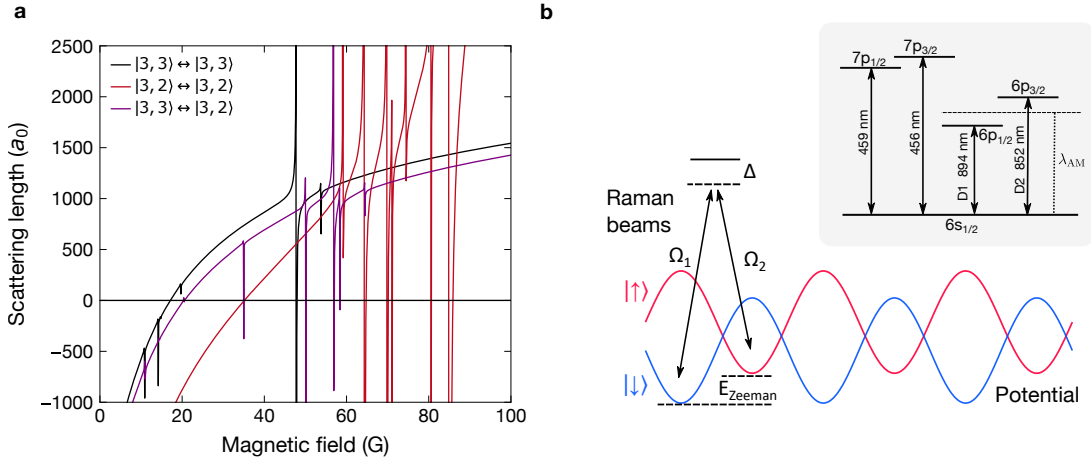 a
2500
2000
1500
1000
500
0
−500
−1000
0
20
40
60
80
100
Scattering length (a₀)
Magnetic field (G)
|3, 3⟩ ↔ |3, 3⟩
|3, 2⟩ ↔ |3, 2⟩
|3, 3⟩ ↔ |3, 2⟩
b
7p₁/₂
7p₃/₂
6p₃/₂
6p₁/₂
459 nm
456 nm
D1 894 nm
D2 852 nm
λAM
6s₁/₂
Δ
Raman
beams
Ω₁
Ω₂
|↑⟩
|↓⟩
EZeeman
Potential